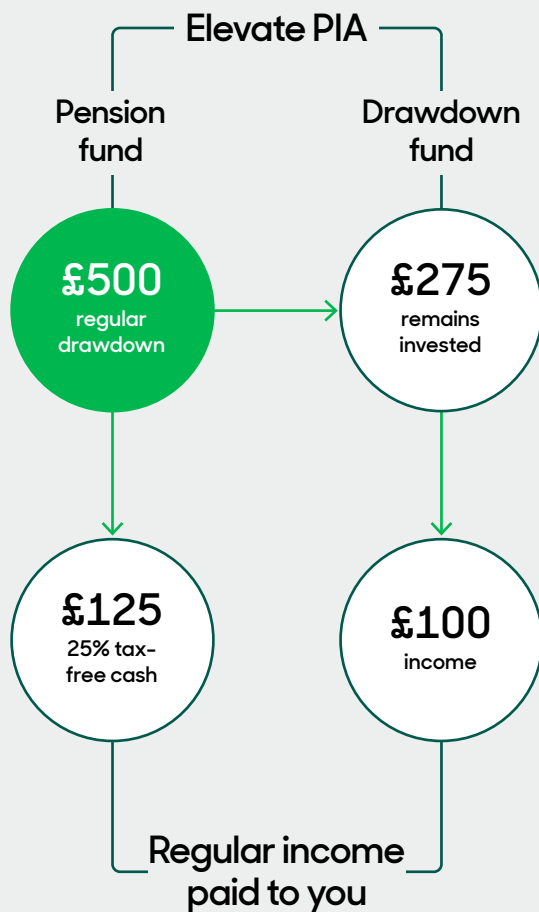 Elevate PIA
Pension
fund
Drawdown
fund
£500
regular
drawdown
£275
remains
invested
£125
25% tax-
free cash
£100
income
Regular income
paid to you